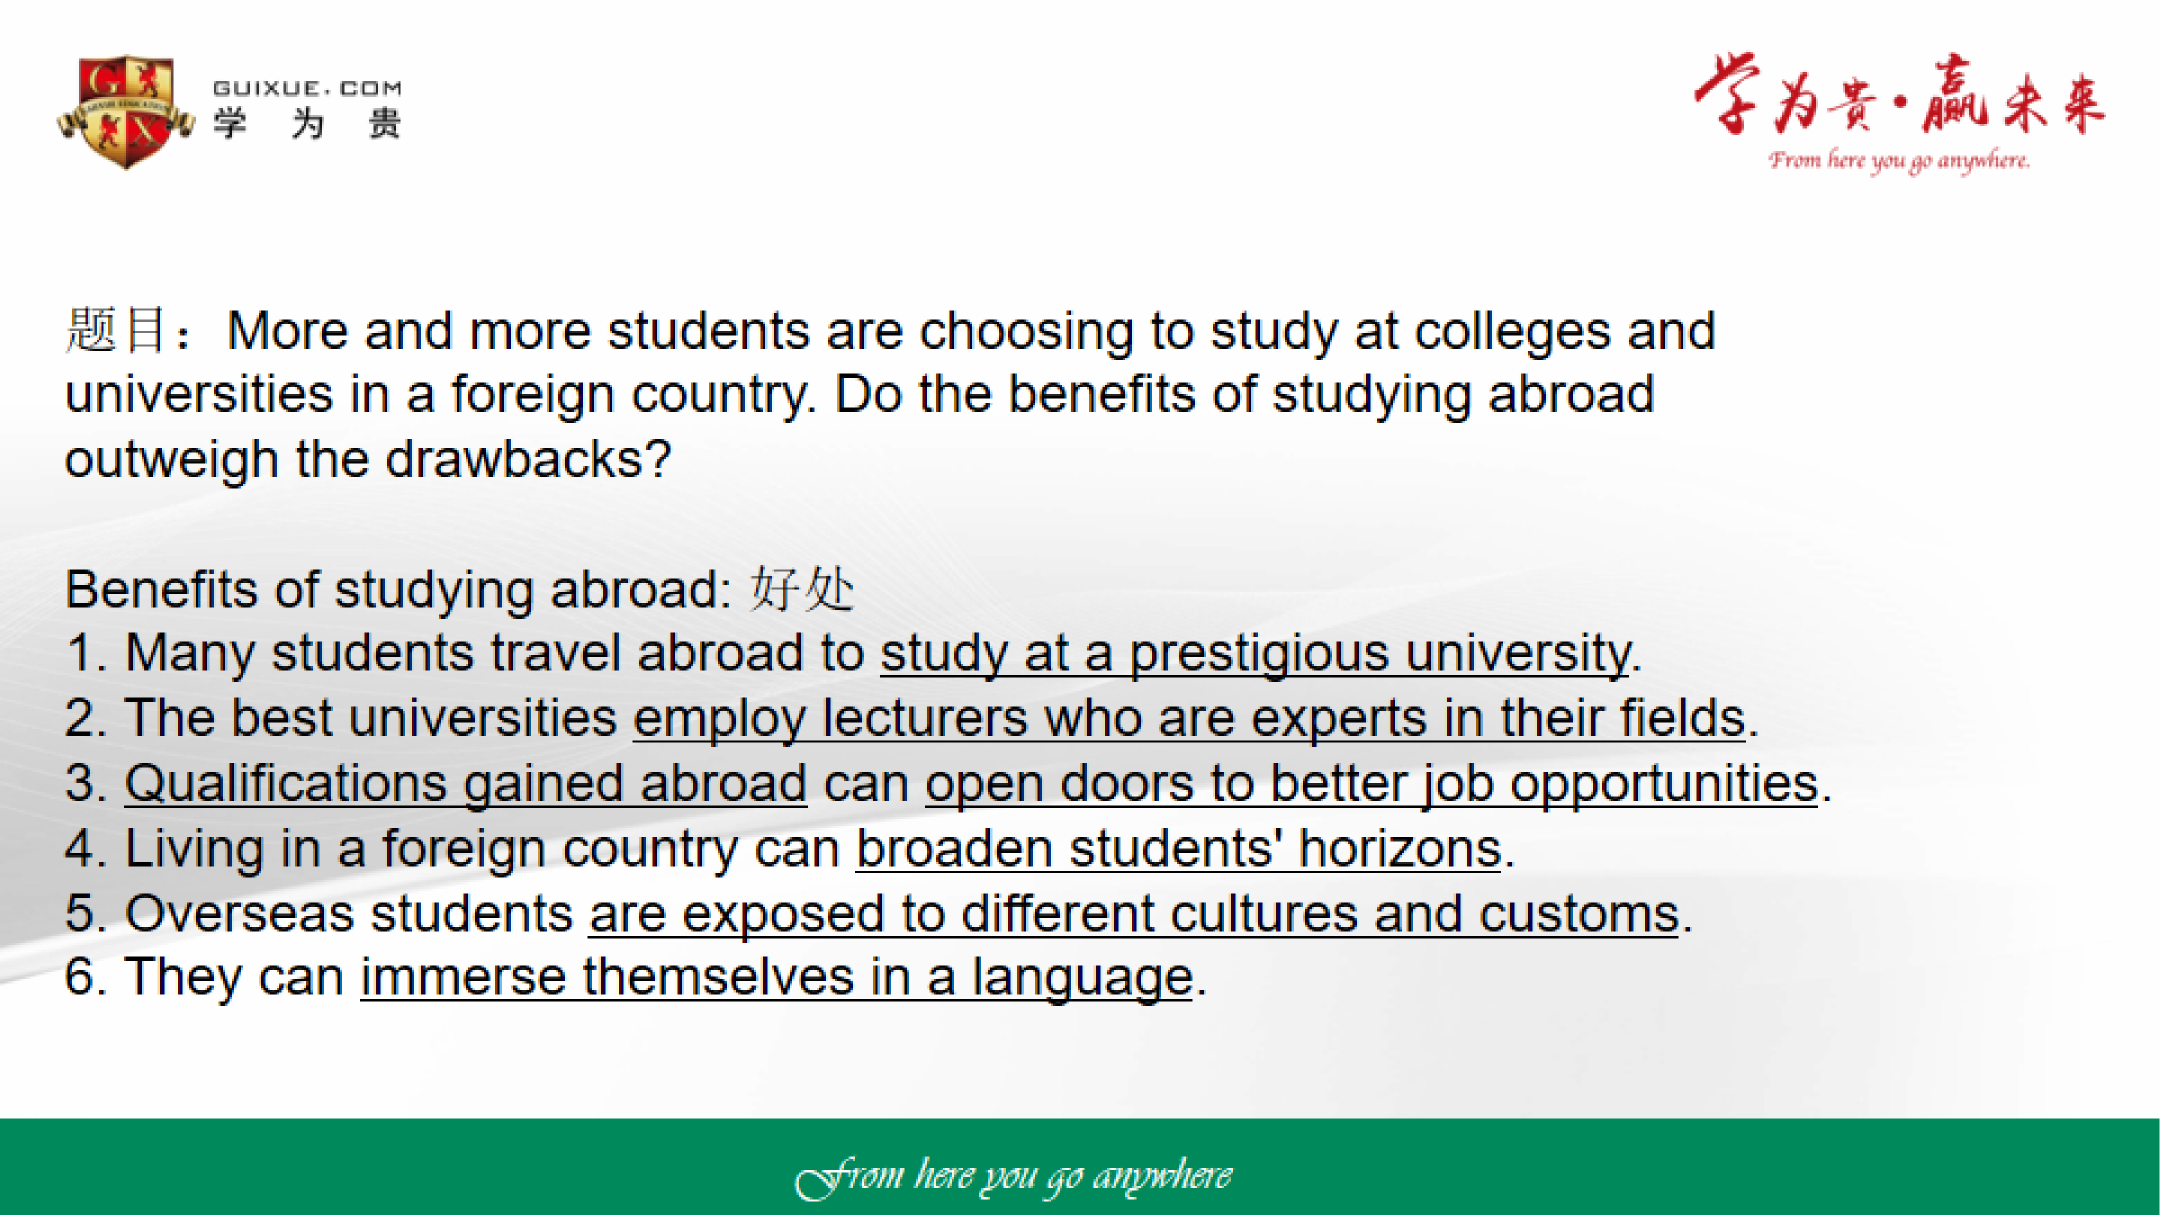 GUIXUE.COM
学为贵
学为贵·赢未来
From here you go anywhere.
题目：More and more students are choosing to study at colleges and
universities in a foreign country. Do the benefits of studying abroad
outweigh the drawbacks?
Benefits of studying abroad: 好处
1. Many students travel abroad to study at a prestigious university.
2. The best universities employ lecturers who are experts in their fields.
3. Qualifications gained abroad can open doors to better job opportunities.
4. Living in a foreign country can broaden students' horizons.
5. Overseas students are exposed to different cultures and customs.
6. They can immerse themselves in a language.
From here you go anywhere